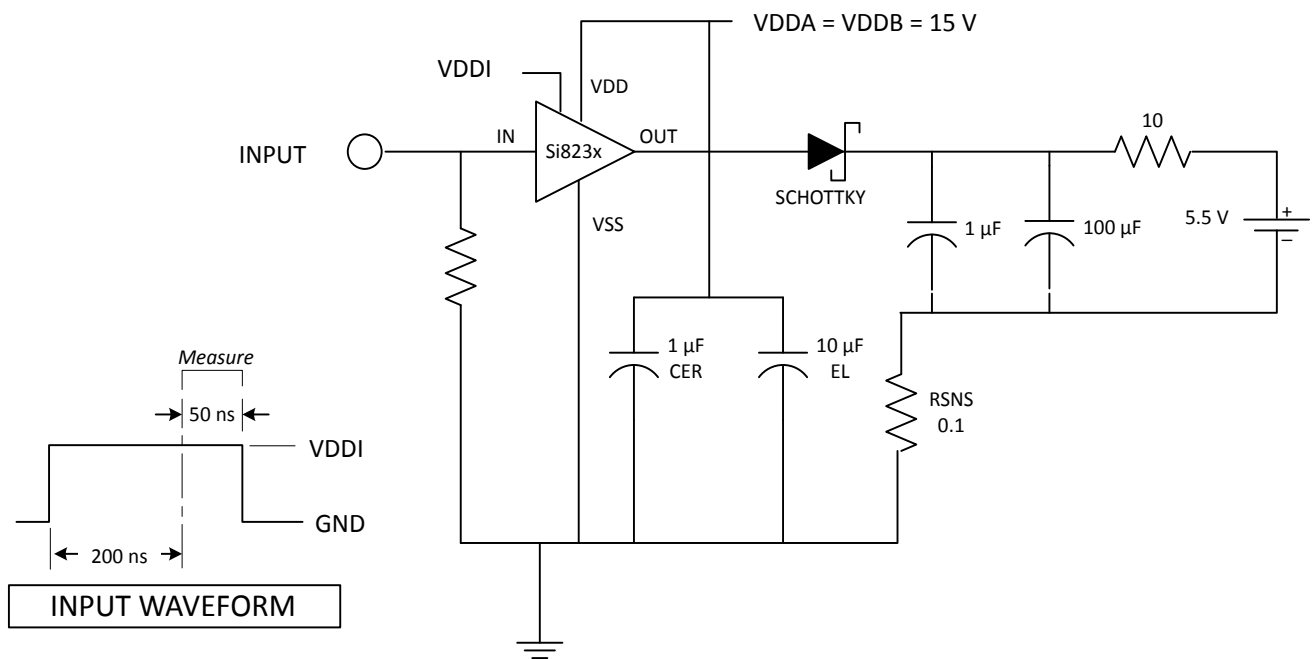 VDDA = VDDB = 15 V
VDDI
VDD
10
INPUT
IN
Si823x
OUT
SCHOTTKY
VSS
1 µF
100 µF
5.5 V
+
–
1 µF
CER
10 µF
EL
RSNS
0.1
Measure
50 ns
VDDI
GND
200 ns
INPUT WAVEFORM